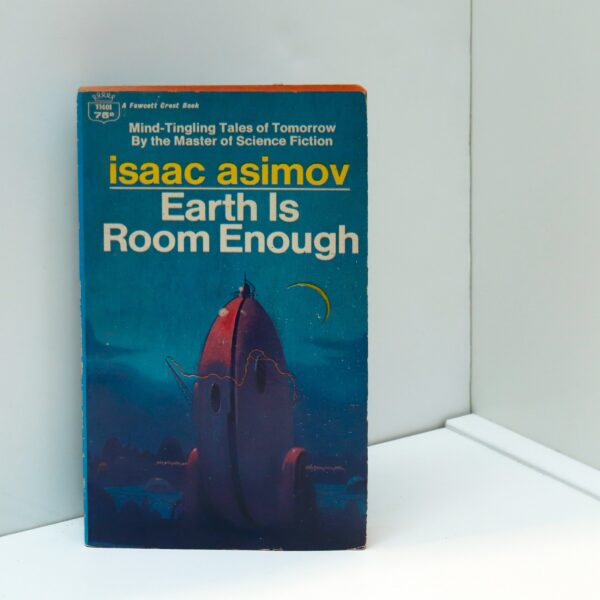 A Fawcett Crest Book
75¢
Mind-Tingling Tales of Tomorrow
By the Master of Science Fiction
isaac asimov
Earth Is
Room Enough